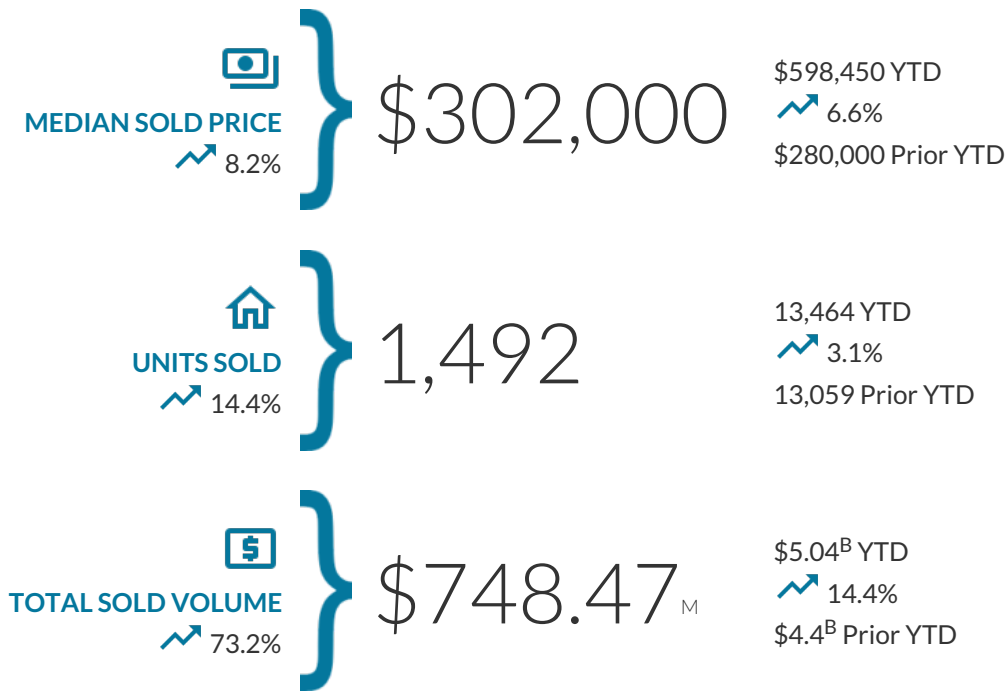 MEDIAN SOLD PRICE
8.2%
$302,000
$598,450 YTD
6.6%
$280,000 Prior YTD
UNITS SOLD
14.4%
1,492
13,464 YTD
3.1%
13,059 Prior YTD
TOTAL SOLD VOLUME
73.2%
$748.47M
$5.04B YTD
14.4%
$4.4B Prior YTD